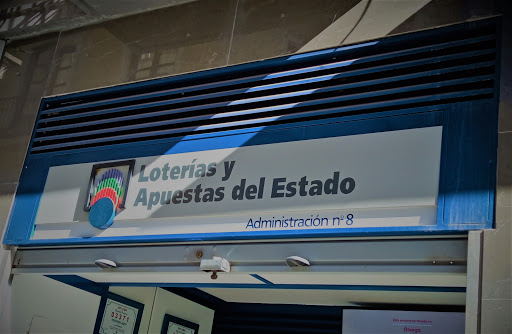 Loterías y
Apuestas del Estado
Administración nº 8